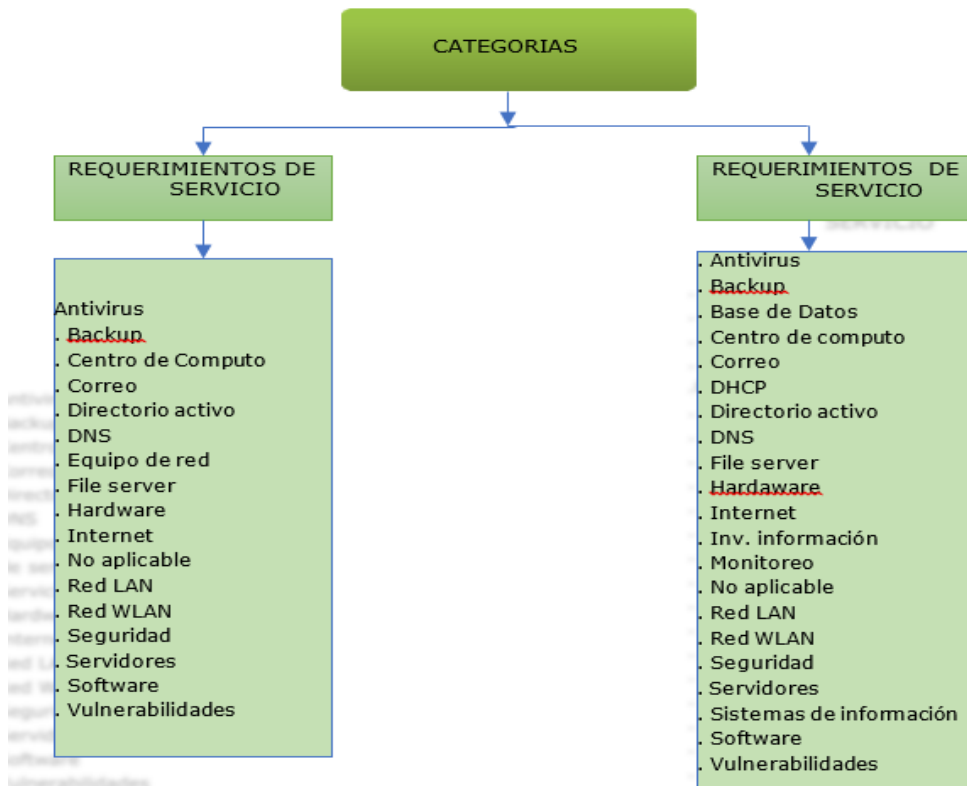 CATEGORIAS
REQUERIMIENTOS DE
SERVICIO
Antivirus
. Backup
. Centro de Computo
. Correo
. Directorio activo
. DNS
. Equipo de red
. File server
. Hardware
. Internet
. No aplicable
. Red LAN
. Red WLAN
. Seguridad
. Servidores
. Software
. Vulnerabilidades
REQUERIMIENTOS DE
SERVICIO
SERVICIO
. Antivirus
. Backup
. Base de Datos
. Centro de computo
. Correo
. DHCP
. Directorio activo
. DNS
. File server
. Hardaware
. Internet
. Inv. información
. Monitoreo
. No aplicable
. Red LAN
. Red WLAN
. Seguridad
. Servidores
. Sistemas de información
. Software
. Vulnerabilidades